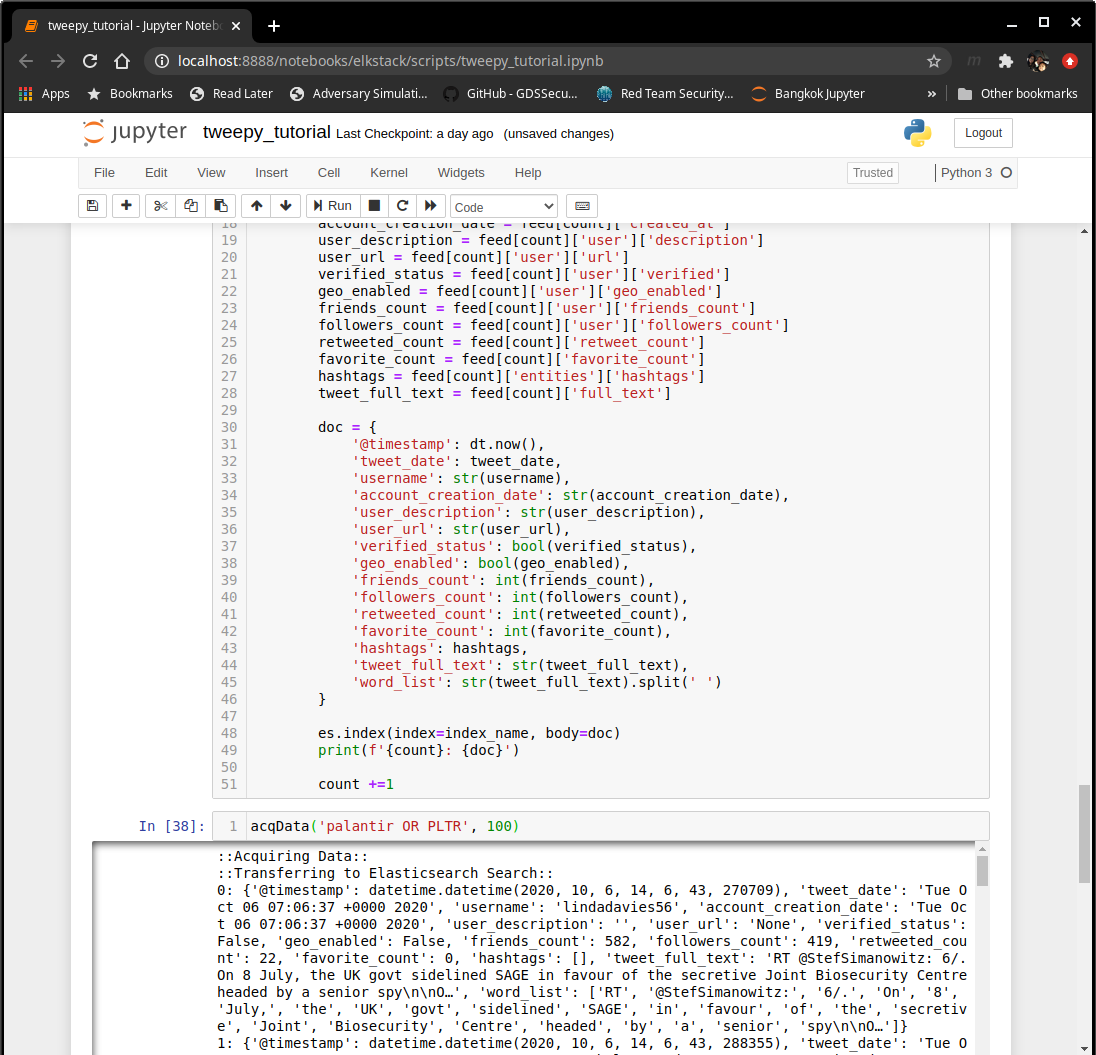 tweepy_tutorial - Jupyter Notebo
localhost:8888/notebooks/elkstack/scripts/tweepy_tutorial.ipynb
Apps Bookmarks Read Later Adversary Simulati... GitHub - GDSSecu... Red Team Security... Bangkok Jupyter » Other bookmarks
jupyter tweepy_tutorial Last Checkpoint: a day ago (unsaved changes) Logout
File Edit View Insert Cell Kernel Widgets Help Trusted Python 3
Run Code
18 account_creation_date = feed[count]['created_at']
19 user_description = feed[count]['user']['description']
20 user_url = feed[count]['user']['url']
21 verified_status = feed[count]['user']['verified']
22 geo_enabled = feed[count]['user']['geo_enabled']
23 friends_count = feed[count]['user']['friends_count']
24 followers_count = feed[count]['user']['followers_count']
25 retweeted_count = feed[count]['retweet_count']
26 favorite_count = feed[count]['favorite_count']
27 hashtags = feed[count]['entities']['hashtags']
28 tweet_full_text = feed[count]['full_text']
29
30 doc = {
31 '@timestamp': dt.now(),
32 'tweet_date': tweet_date,
33 'username': str(username),
34 'account_creation_date': str(account_creation_date),
35 'user_description': str(user_description),
36 'user_url': str(user_url),
37 'verified_status': bool(verified_status),
38 'geo_enabled': bool(geo_enabled),
39 'friends_count': int(friends_count),
40 'followers_count': int(followers_count),
41 'retweeted_count': int(retweeted_count),
42 'favorite_count': int(favorite_count),
43 'hashtags': hashtags,
44 'tweet_full_text': str(tweet_full_text),
45 'word_list': str(tweet_full_text).split(' ')
46 }
47
48 es.index(index=index_name, body=doc)
49 print(f'{count}: {doc}')
50
51 count +=1
In [38]: 1 acqData('palantir OR PLTR', 100)
::Acquiring Data::
::Transferring to Elasticsearch Search::
0: {'@timestamp': datetime.datetime(2020, 10, 6, 14, 6, 43, 270709), 'tweet_date': 'Tue O
ct 06 07:06:37 +0000 2020', 'username': 'lindadavies56', 'account_creation_date': 'Tue Oc
t 06 07:06:37 +0000 2020', 'user_description': '', 'user_url': 'None', 'verified_status':
False, 'geo_enabled': False, 'friends_count': 582, 'followers_count': 419, 'retweeted_cou
nt': 22, 'favorite_count': 0, 'hashtags': [], 'tweet_full_text': 'RT @StefSimanowitz: 6/.
On 8 July, the UK govt sidelined SAGE in favour of the secretive Joint Biosecurity Centre
headed by a senior spy\n\nO…', 'word_list': ['RT', '@StefSimanowitz:', '6/.', 'On', '8',
'July,', 'the', 'UK', 'govt', 'sidelined', 'SAGE', 'in', 'favour', 'of', 'the', 'secretiv
e', 'Joint', 'Biosecurity', 'Centre', 'headed', 'by', 'a', 'senior', 'spy\n\nO…']}
1: {'@timestamp': datetime.datetime(2020, 10, 6, 14, 6, 43, 288355), 'tweet_date': 'Tue O